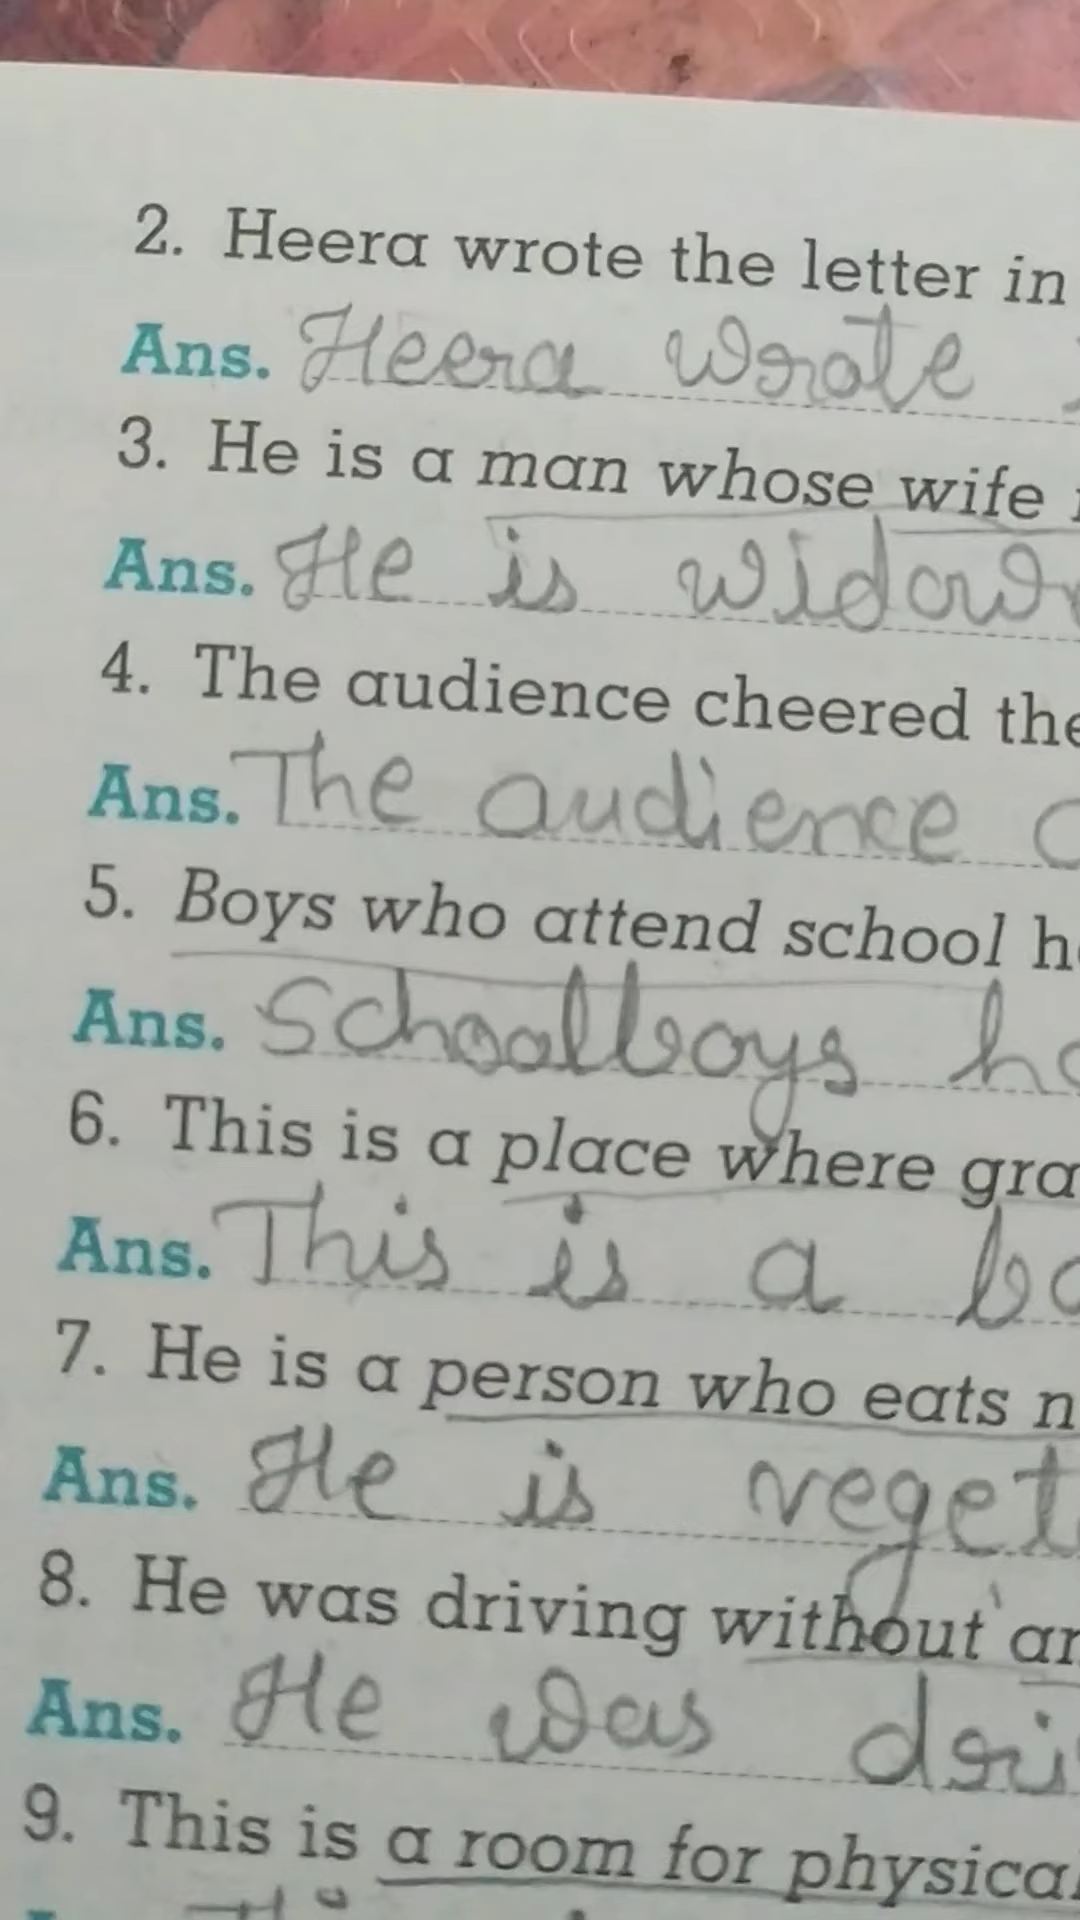 2. Heera wrote the letter in
Ans. Heera wrote
3. He is a man whose wife
Ans. He is widow
4. The audience cheered the
Ans. The audience
5. Boys who attend school
Ans. Schoolboys
6. This is a place where
Ans. This is a
7. He is a person who eats
Ans. He is
8. He was driving without
Ans. He was
9. This is a room for physical